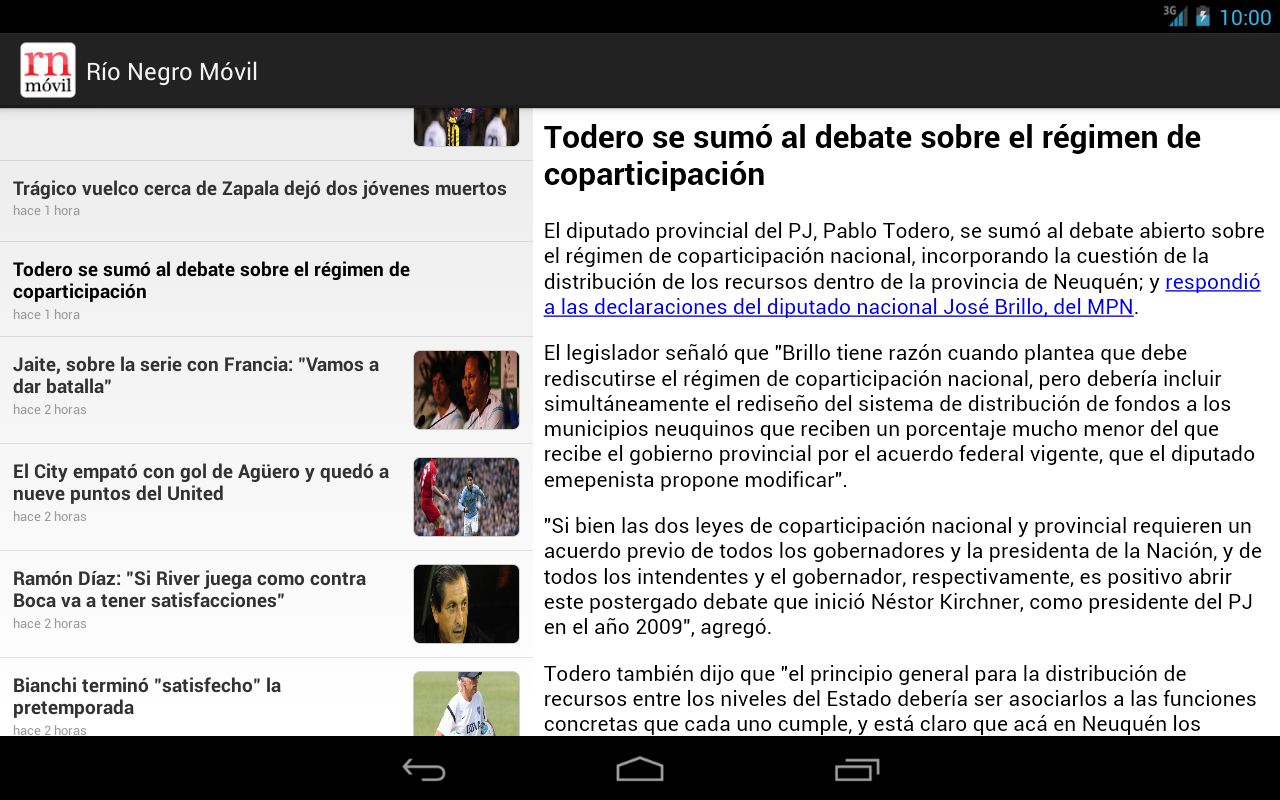 3G 10:00
rn
móvil
Río Negro Móvil
10
Trágico vuelco cerca de Zapala dejó dos jóvenes muertos
hace 1 hora
Todero se sumó al debate sobre el régimen de
coparticipación
hace 1 hora
Jaite, sobre la serie con Francia: "Vamos a
dar batalla"
hace 2 horas
El City empató con gol de Agüero y quedó a
nueve puntos del United
hace 2 horas
Ramón Díaz: "Si River juega como contra
Boca va a tener satisfacciones"
hace 2 horas
Bianchi terminó "satisfecho" la
pretemporada
hace 2 horas
Todero se sumó al debate sobre el régimen de
coparticipación
El diputado provincial del PJ, Pablo Todero, se sumó al debate abierto sobre
el régimen de coparticipación nacional, incorporando la cuestión de la
distribución de los recursos dentro de la provincia de Neuquén; y respondió
a las declaraciones del diputado nacional José Brillo, del MPN.
El legislador señaló que "Brillo tiene razón cuando plantea que debe
rediscutirse el régimen de coparticipación nacional, pero debería incluir
simultáneamente el rediseño del sistema de distribución de fondos a los
municipios neuquinos que reciben un porcentaje mucho menor del que
recibe el gobierno provincial por el acuerdo federal vigente, que el diputado
emepenista propone modificar".
"Si bien las dos leyes de coparticipación nacional y provincial requieren un
acuerdo previo de todos los gobernadores y la presidenta de la Nación, y de
todos los intendentes y el gobernador, respectivamente, es positivo abrir
este postergado debate que inició Néstor Kirchner, como presidente del PJ
en el año 2009", agregó.
Todero también dijo que "el principio general para la distribución de
recursos entre los niveles del Estado debería ser asociarlos a las funciones
concretas que cada uno cumple, y está claro que acá en Neuquén los